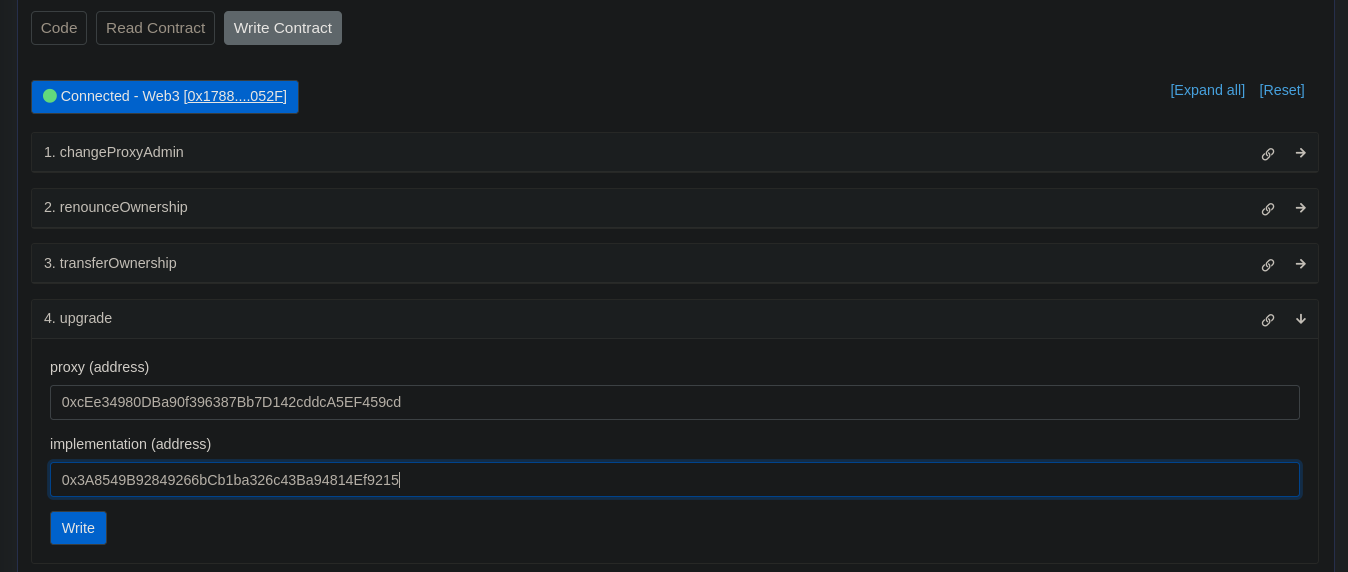 Code Read Contract Write Contract
Connected - Web3 [0x1788....052F] [Expand all] [Reset]
1. changeProxyAdmin
2. renounceOwnership
3. transferOwnership
4. upgrade
proxy (address)
0xcEe34980DBa90f396387Bb7D142cddcA5EF459cd
implementation (address)
0x3A8549B92849266bCb1ba326c43Ba94814Ef9215
Write